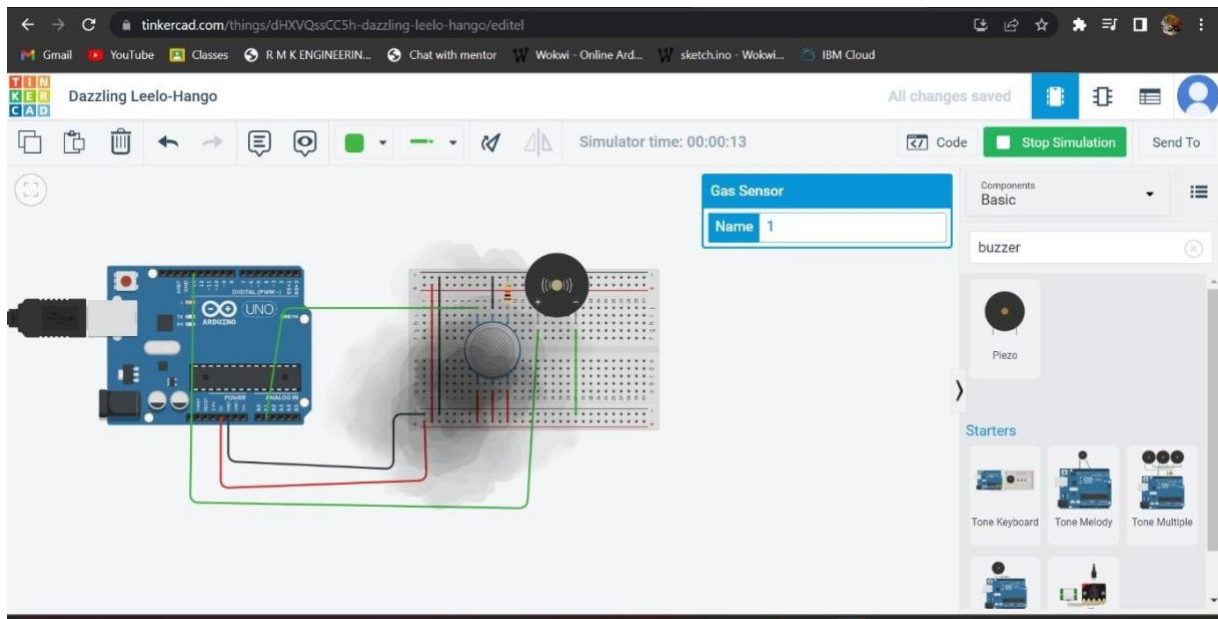 tinkercad.com/things/dHXVQssCC5h-dazzling-leelo-hango/editel
Gmail YouTube Classes R M K ENGINEERIN... Chat with mentor Wokwi - Online Ard... sketch.ino - Wokwi... IBM Cloud
TIN
KER
CAD
Dazzling Leelo-Hango
All changes saved
Simulator time: 00:00:13
Code
Stop Simulation
Send To
Gas Sensor
Name 1
Components
Basic
buzzer
DIGITAL (PWM~)
UNO
ARDUINO
POWER
ANALOG IN
Piezo
Starters
Tone Keyboard
Tone Melody
Tone Multiple